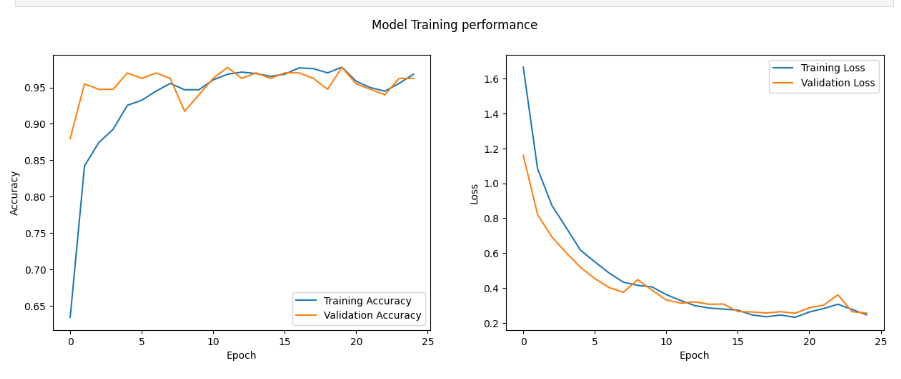 Model Training performance
Accuracy
0.95
0.90
0.85
0.80
0.75
0.70
0.65
Training Accuracy
Validation Accuracy
0 5 10 15 20 25
Epoch
Loss
1.6
1.4
1.2
1.0
0.8
0.6
0.4
0.2
Training Loss
Validation Loss
0 5 10 15 20 25
Epoch